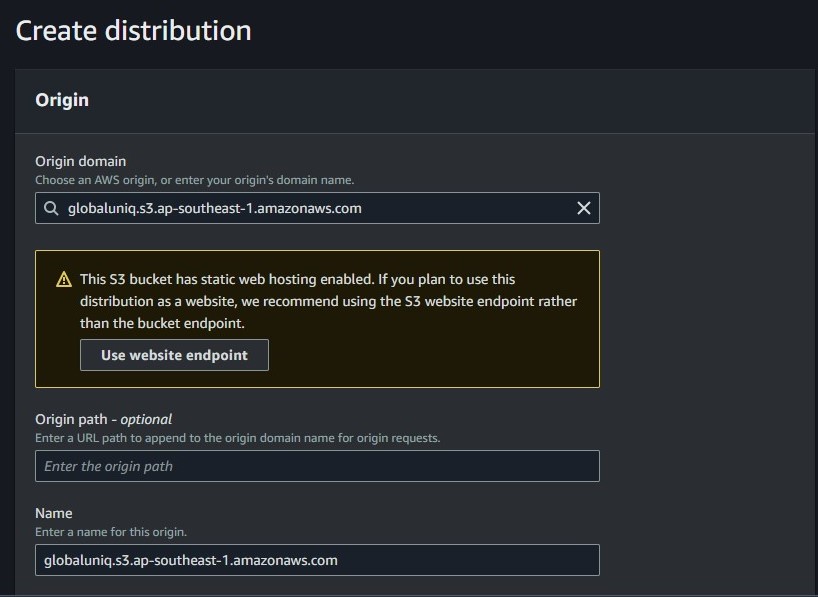 Create distribution
Origin
Origin domain
Choose an AWS origin, or enter your origin's domain name.
globaluniq.s3.ap-southeast-1.amazonaws.com
This S3 bucket has static web hosting enabled. If you plan to use this
distribution as a website, we recommend using the S3 website endpoint rather
than the bucket endpoint.
Use website endpoint
Origin path - optional
Enter a URL path to append to the origin domain name for origin requests.
Enter the origin path
Name
Enter a name for this origin.
globaluniq.s3.ap-southeast-1.amazonaws.com